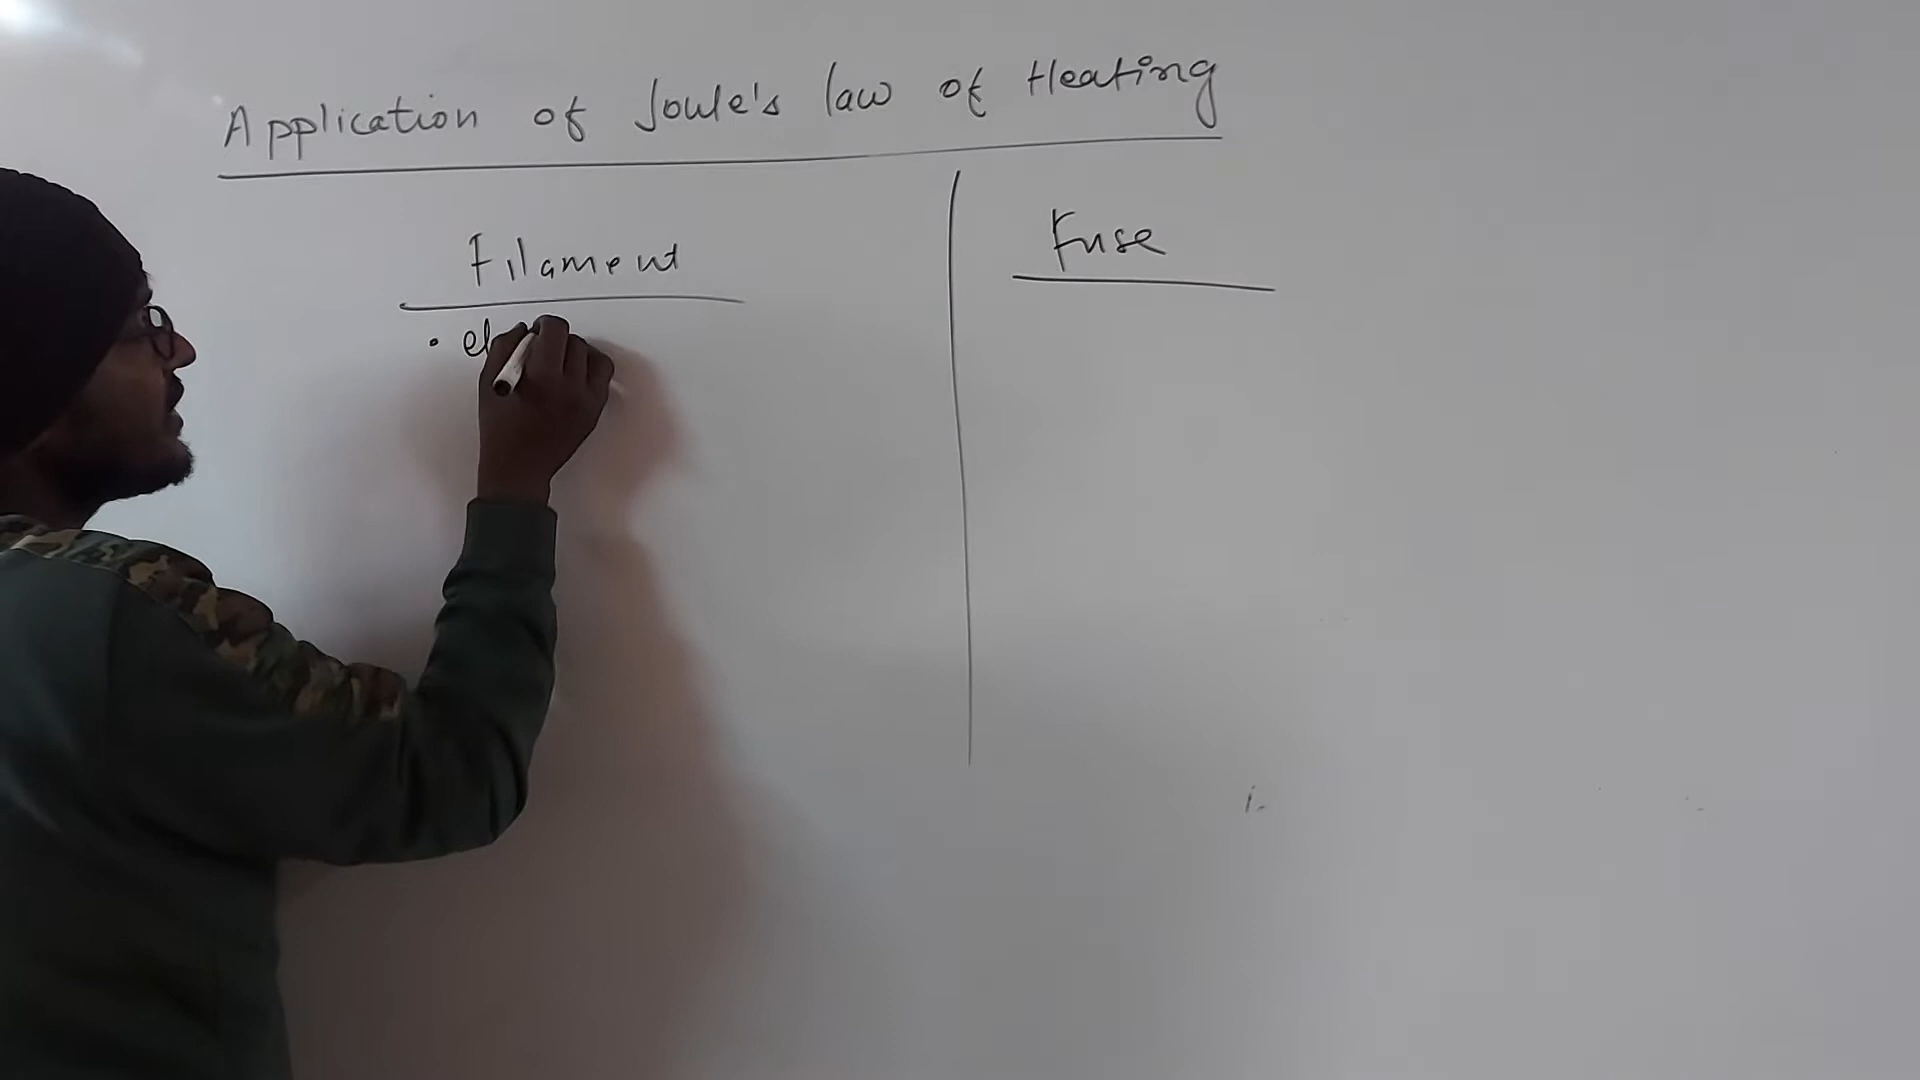 Application of Joule's law of Heating
Filament
Fuse